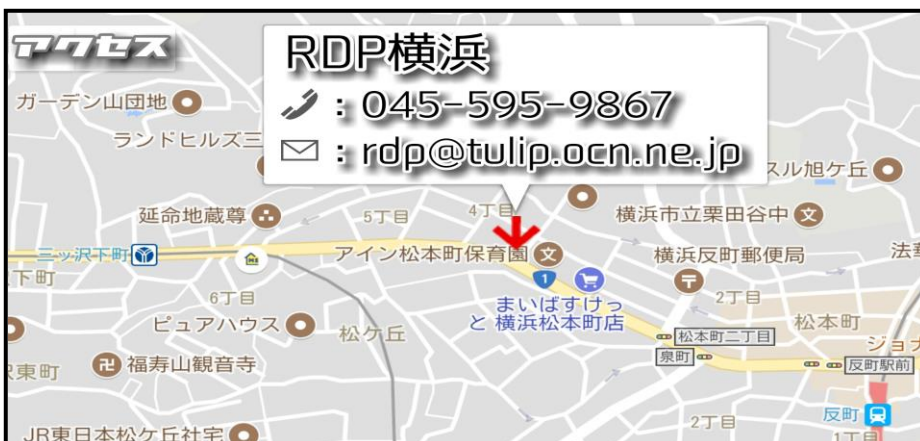 アクセス
RDP横浜
: 045-595-9867
: rdp@tulip.ocn.ne.jp
ガーデン山団地
ランドヒルズ三
スル旭ケ丘
延命地蔵尊
5丁目
4丁目
横浜市立栗田谷中
三ッ沢下町
アイン松本町保育園
横浜反町郵便局
法華
下町
1
6丁目
まいばすけっ
と 横浜松本町店
2丁目
ピュアハウス
松ケ丘
松本町二丁目
松本町
ジョナ
泉町
東町
福寿山観音寺
反町駅前
反町
2丁目
JR東日本松ケ丘社宅
1丁目